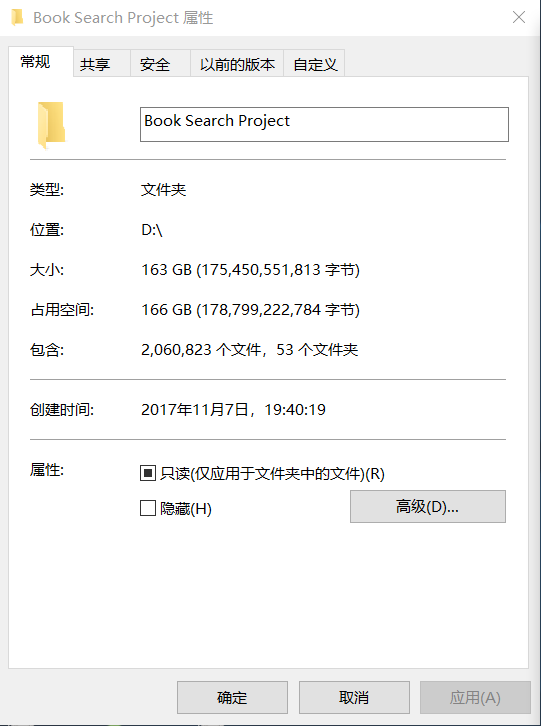 Book Search Project 属性
常规 共享 安全 以前的版本 自定义
Book Search Project
类型: 文件夹
位置: D:\
大小: 163 GB (175,450,551,813 字节)
占用空间: 166 GB (178,799,222,784 字节)
包含: 2,060,823 个文件，53 个文件夹
创建时间: 2017年11月7日，19:40:19
属性: 只读(仅应用于文件夹中的文件)(R)
隐藏(H) 高级(D)...
确定 取消 应用(A)